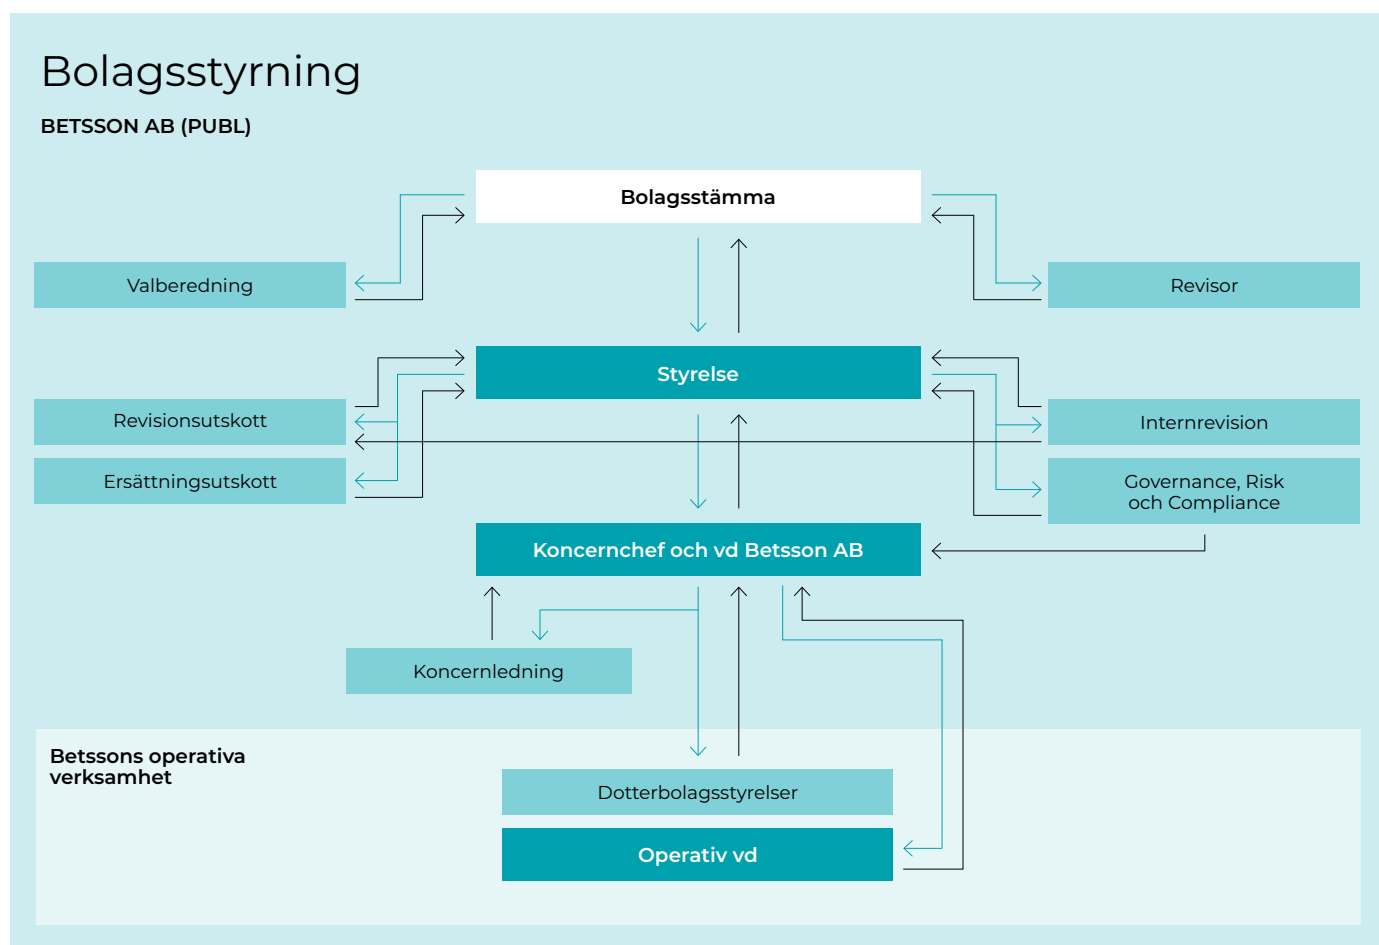 Bolagsstyrning
BETSSON AB (PUBL)
Bolagsstämma
Valberedning
Revisor
Styrelse
Revisionsutskott
Internrevision
Ersättningsutskott
Governance, Risk
och Compliance
Koncernchef och vd Betsson AB
Koncernledning
Betssons operativa
verksamhet
Dotterbolagsstyrelser
Operativ vd